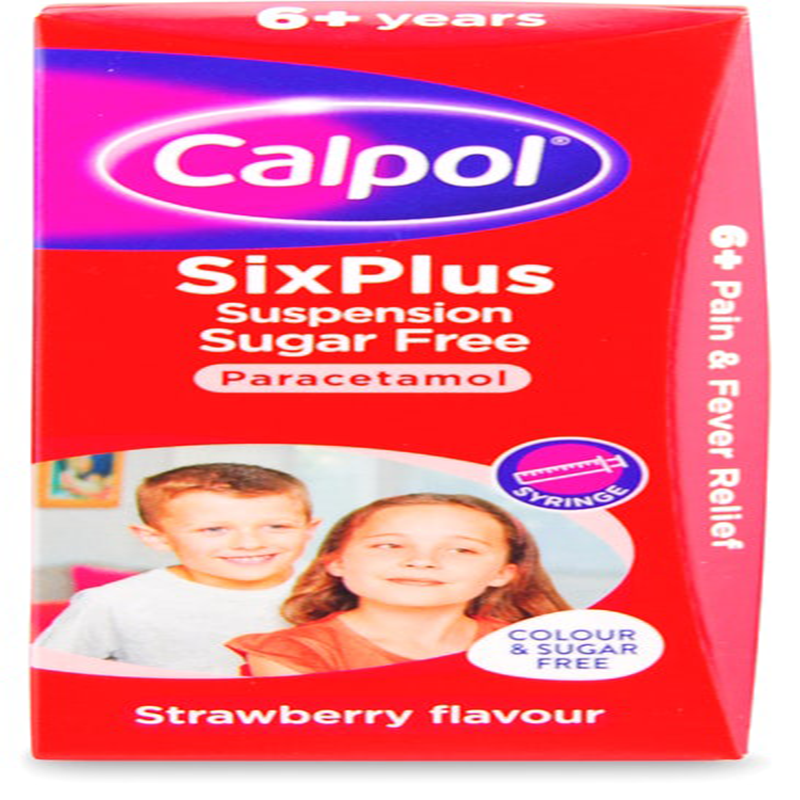 6+ years
Calpol®
SixPlus
Suspension
Sugar Free
Paracetamol
SYRINGE
COLOUR
& SUGAR
FREE
Strawberry flavour
6+ Pain & Fever Relief